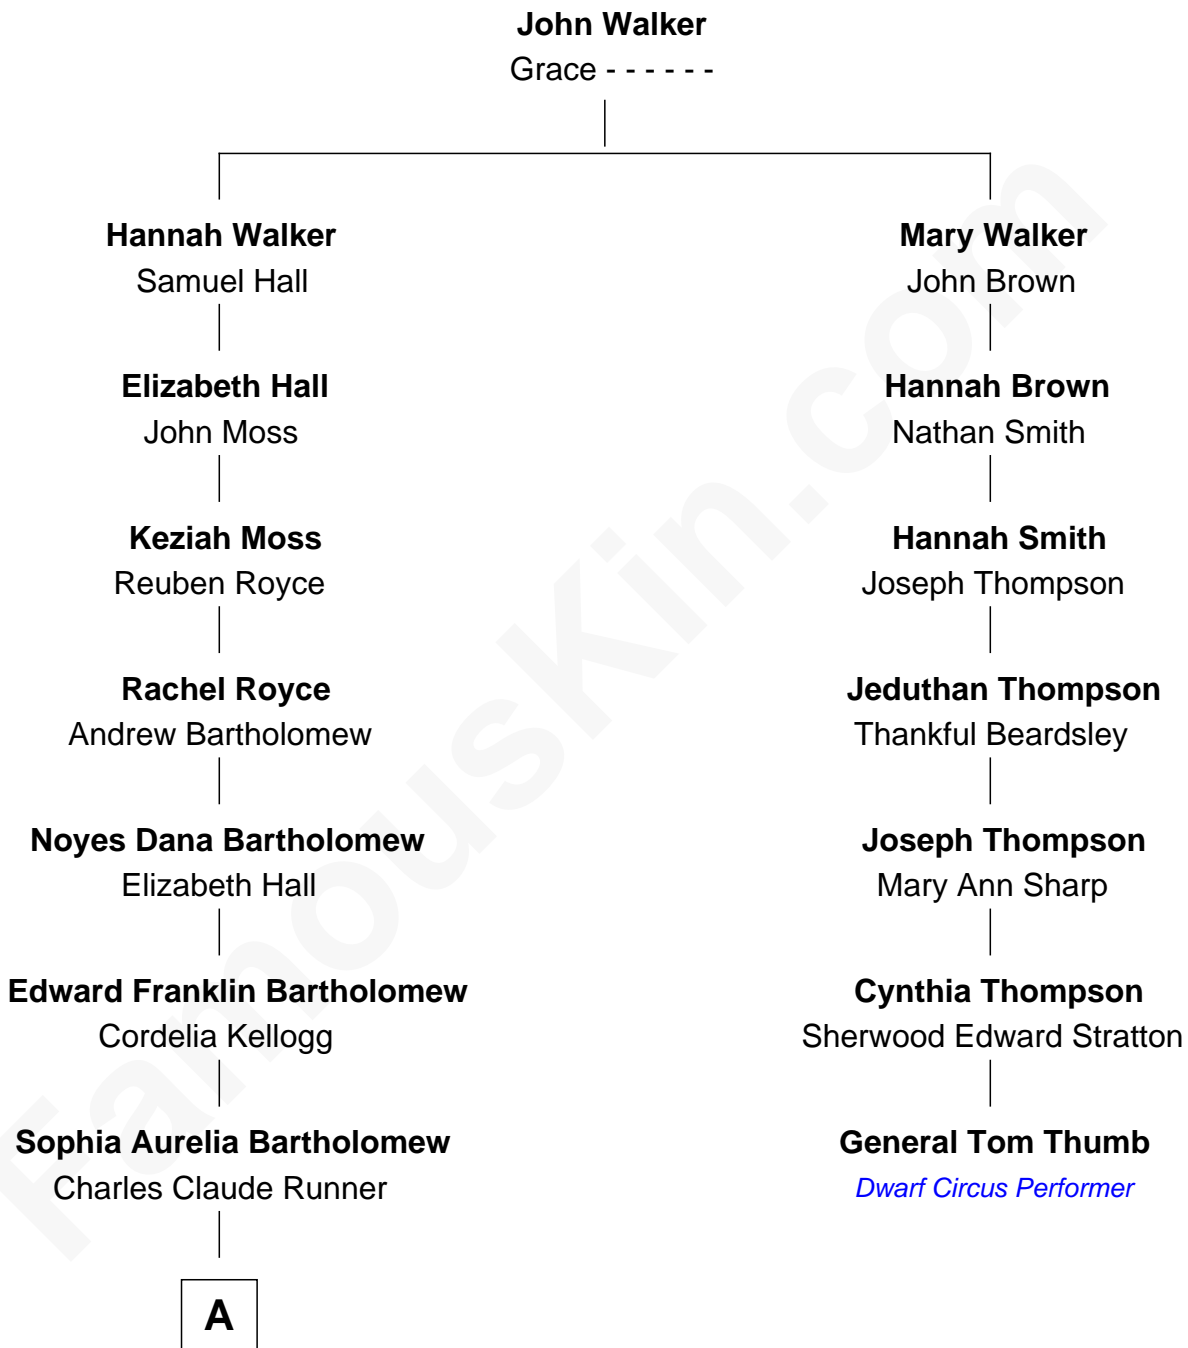 John Walker
Grace - - - - - -
Hannah Walker
Samuel Hall
Mary Walker
John Brown
Elizabeth Hall
John Moss
Hannah Brown
Nathan Smith
Keziah Moss
Reuben Royce
Hannah Smith
Joseph Thompson
Rachel Royce
Andrew Bartholomew
Jeduthan Thompson
Thankful Beardsley
Noyes Dana Bartholomew
Elizabeth Hall
Joseph Thompson
Mary Ann Sharp
Edward Franklin Bartholomew
Cordelia Kellogg
Cynthia Thompson
Sherwood Edward Stratton
Sophia Aurelia Bartholomew
Charles Claude Runner
General Tom Thumb
Dwarf Circus Performer
A
FamousKin.com